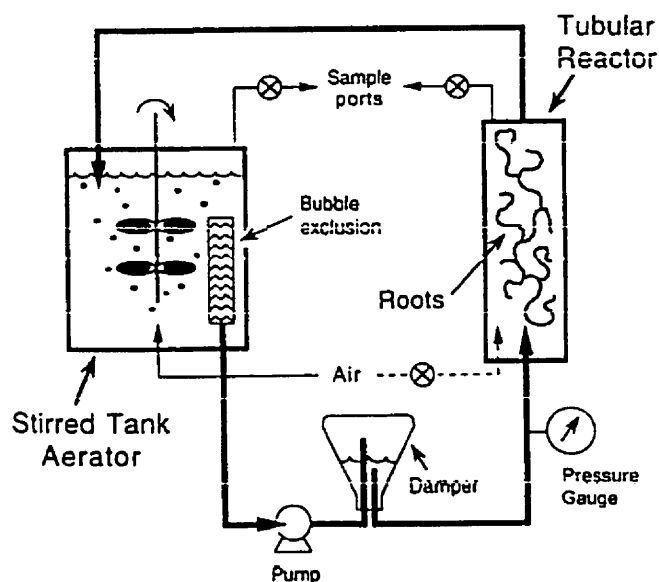 Tubular
Reactor
Sample
ports
Bubble
exclusion
Roots
Air
Stirred Tank
Aerator
Damper
Pressure
Gauge
Pump